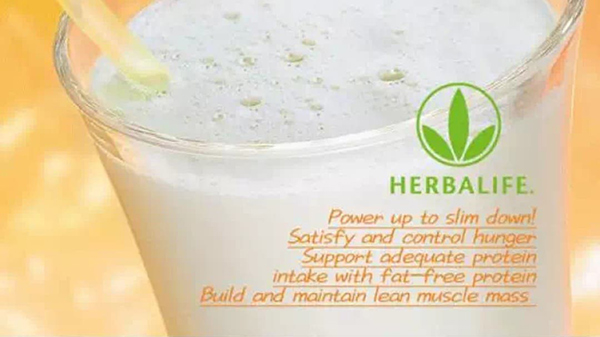 HERBALIFE.
Power up to slim down!
Satisfy and control hunger
Support adequate protein
intake with fat-free protein
Build and maintain lean muscle mass